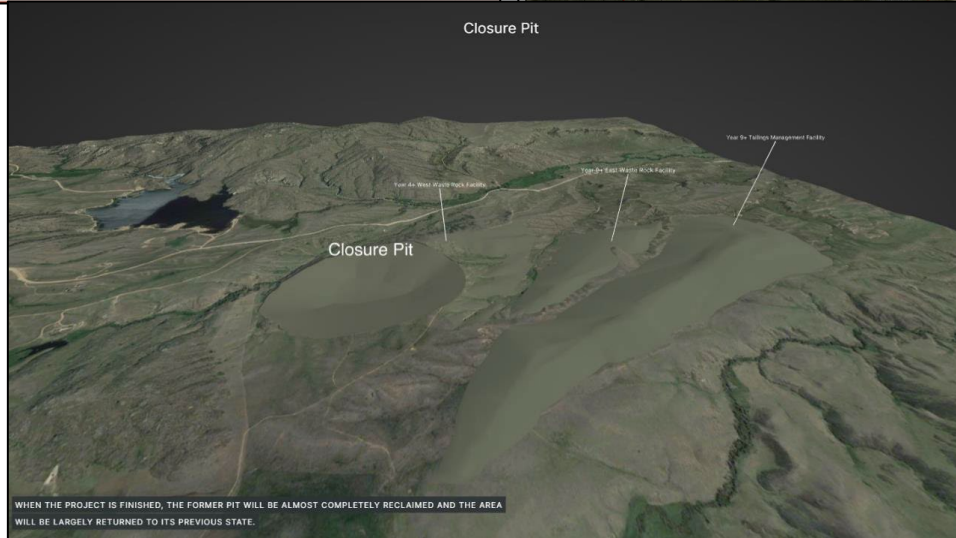 Closure Pit
Year 9+ Tailings Management Facility
Year 9+ East Waste Rock Facility
Year 4+ West Waste Rock Facility
Closure Pit
WHEN THE PROJECT IS FINISHED, THE FORMER PIT WILL BE ALMOST COMPLETELY RECLAIMED AND THE AREA
WILL BE LARGELY RETURNED TO ITS PREVIOUS STATE.